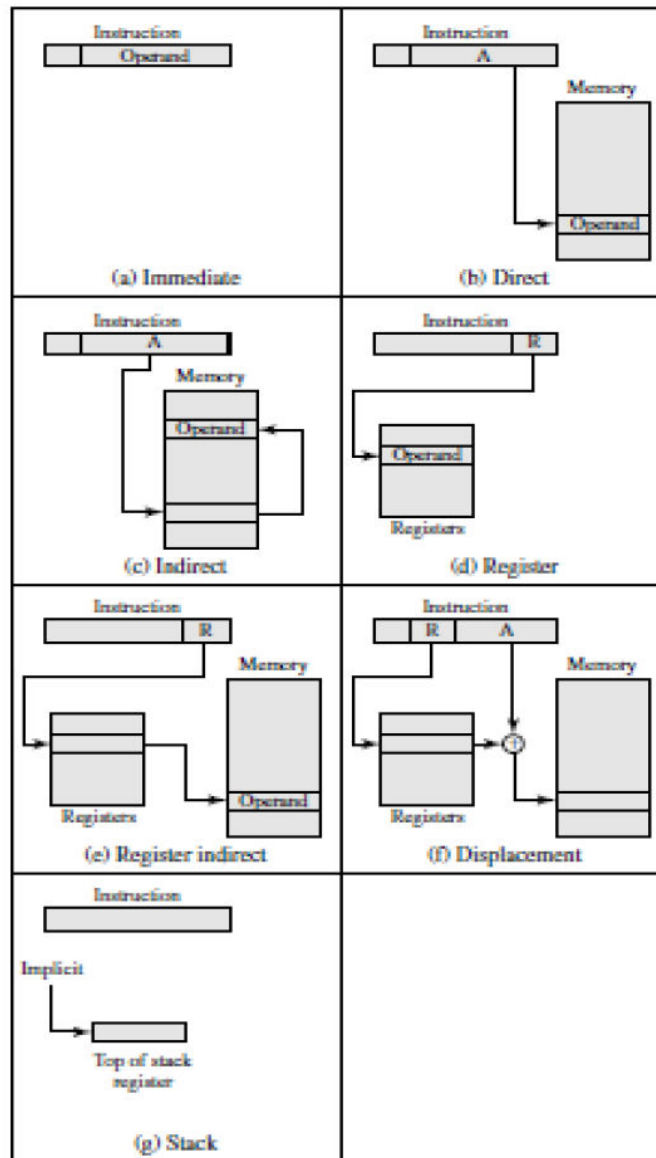 Instruction
Operand
(a) Immediate
Instruction
A
Memory
Operand
(b) Direct
Instruction
A
Memory
Operand
(c) Indirect
Instruction
R
Operand
Registers
(d) Register
Instruction
R
Memory
Registers
Operand
(e) Register indirect
Instruction
R A
Memory
+
Registers
(f) Displacement
Instruction
Implicit
Top of stack
register
(g) Stack